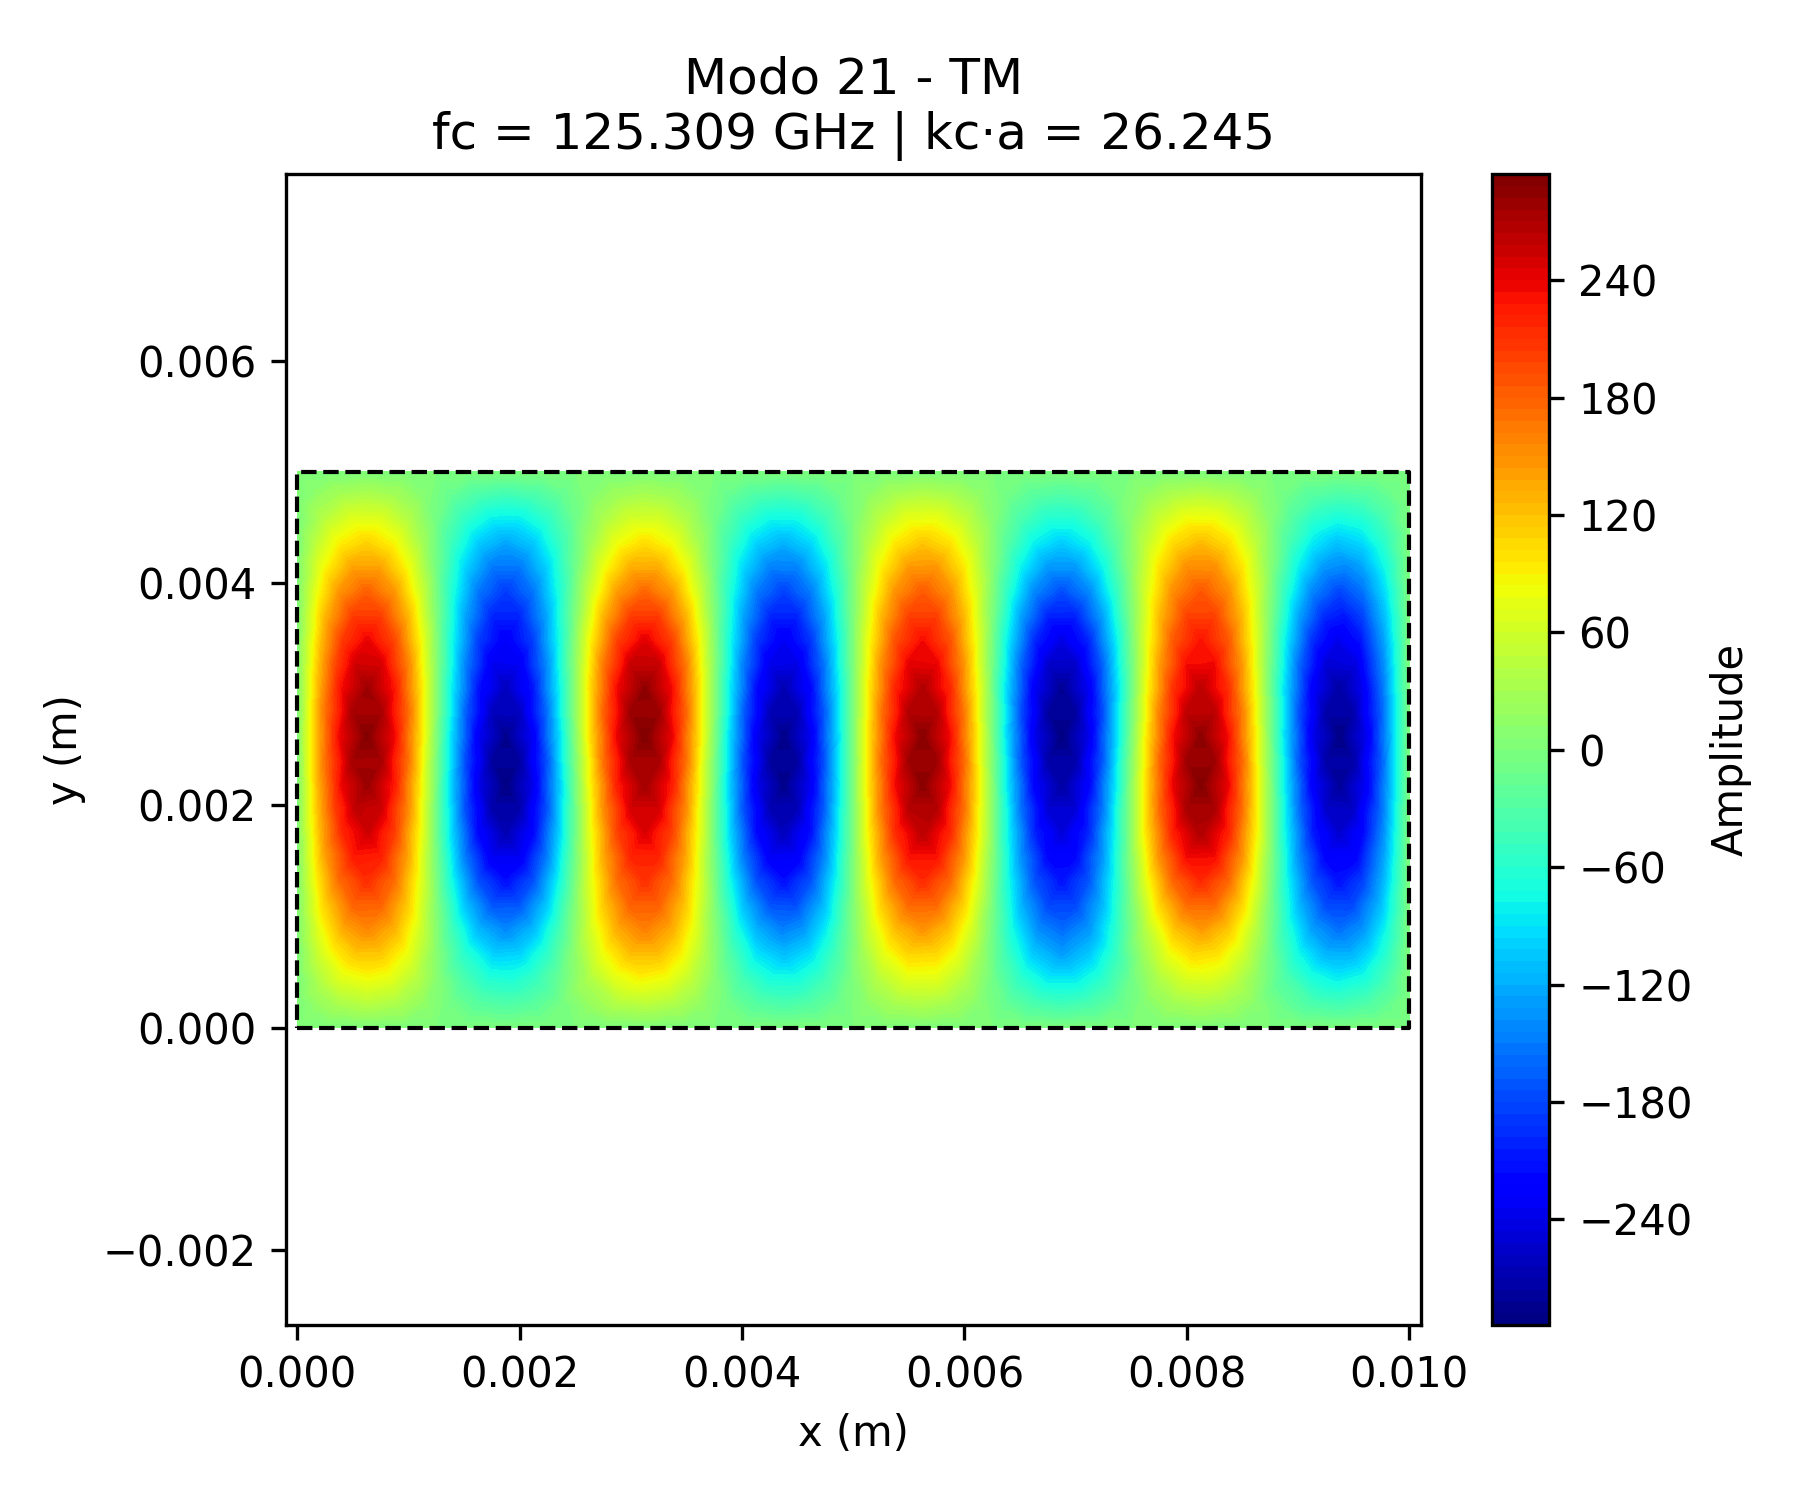 Modo 21 - TM
fc = 125.309 GHz | kc·a = 26.245
0.006
0.004
0.002
0.000
−0.002
y (m)
0.000 0.002 0.004 0.006 0.008 0.010
x (m)
240
180
120
60
0
−60
−120
−180
−240
Amplitude